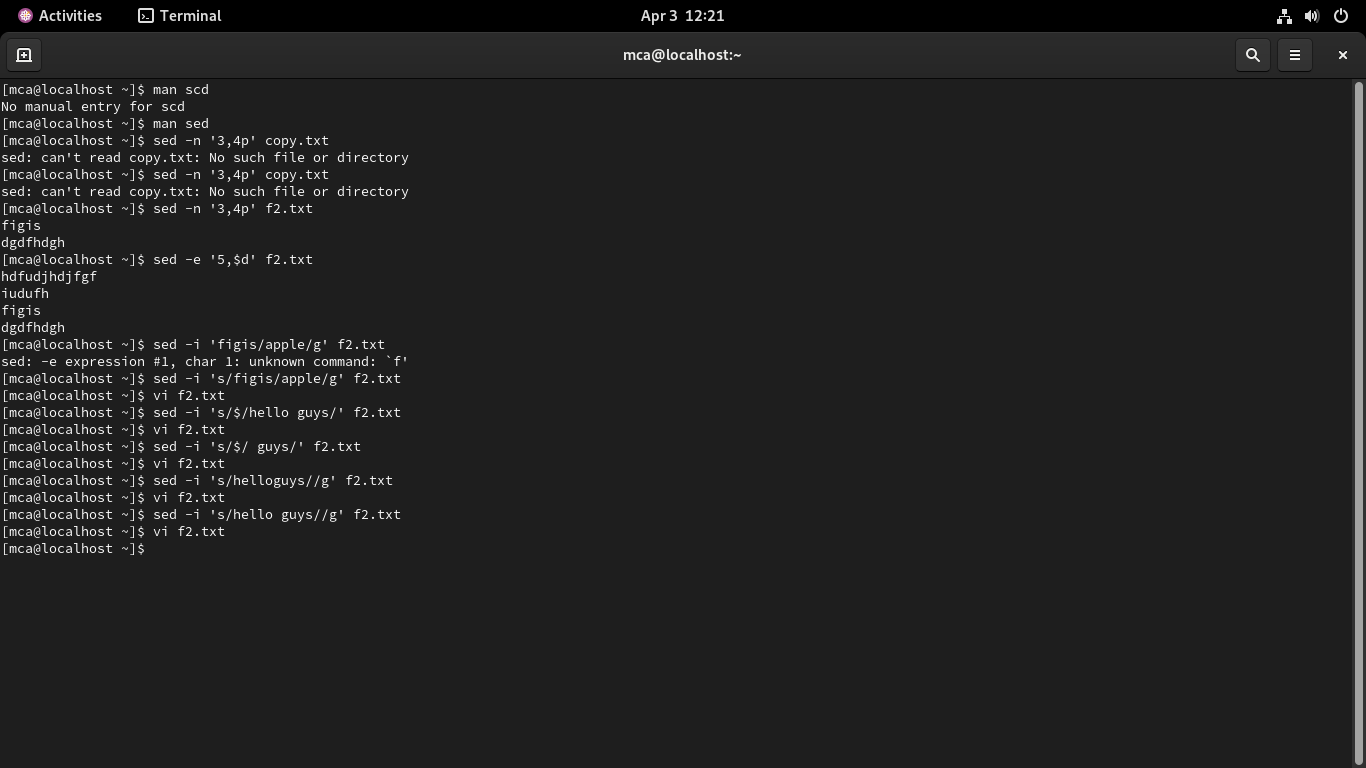 Activities Terminal Apr 3 12:21
mca@localhost:~
[mca@localhost ~]$ man scd
No manual entry for scd
[mca@localhost ~]$ man sed
[mca@localhost ~]$ sed -n '3,4p' copy.txt
sed: can't read copy.txt: No such file or directory
[mca@localhost ~]$ sed -n '3,4p' copy.txt
sed: can't read copy.txt: No such file or directory
[mca@localhost ~]$ sed -n '3,4p' f2.txt
figis
dgdfhdgh
[mca@localhost ~]$ sed -e '5,$d' f2.txt
hdfudjhdjfgf
iudufh
figis
dgdfhdgh
[mca@localhost ~]$ sed -i 'figis/apple/g' f2.txt
sed: -e expression #1, char 1: unknown command: `f'
[mca@localhost ~]$ sed -i 's/figis/apple/g' f2.txt
[mca@localhost ~]$ vi f2.txt
[mca@localhost ~]$ sed -i 's/$/hello guys/' f2.txt
[mca@localhost ~]$ vi f2.txt
[mca@localhost ~]$ sed -i 's/$/ guys/' f2.txt
[mca@localhost ~]$ vi f2.txt
[mca@localhost ~]$ sed -i 's/helloguys//g' f2.txt
[mca@localhost ~]$ vi f2.txt
[mca@localhost ~]$ sed -i 's/hello guys//g' f2.txt
[mca@localhost ~]$ vi f2.txt
[mca@localhost ~]$